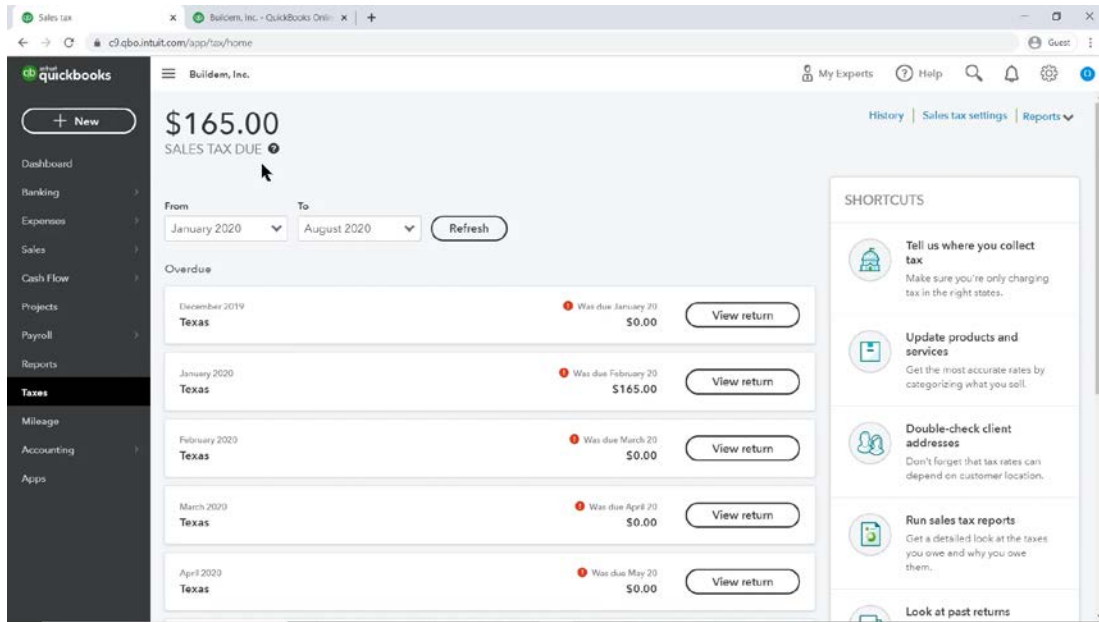 Sales tax
Buildem, Inc. - QuickBooks Onlin
c9.qbo.intuit.com/app/tax/home
Guest
qb intuit quickbooks
Buildem, Inc.
My Experts
Help
+ New
Dashboard
Banking
Expenses
Sales
Cash Flow
Projects
Payroll
Reports
Taxes
Mileage
Accounting
Apps
$165.00
SALES TAX DUE
History | Sales tax settings | Reports
From To
January 2020 August 2020 Refresh
Overdue
December 2019 Was due January 20
Texas $0.00 View return
January 2020 Was due February 20
Texas $165.00 View return
February 2020 Was due March 20
Texas $0.00 View return
March 2020 Was due April 20
Texas $0.00 View return
April 2020 Was due May 20
Texas $0.00 View return
SHORTCUTS
Tell us where you collect
tax
Make sure you're only charging
tax in the right states.
Update products and
services
Get the most accurate rates by
categorizing what you sell.
Double-check client
addresses
Don't forget that tax rates can
depend on customer location.
Run sales tax reports
Get a detailed look at the taxes
you owe and why you owe
them.
Look at past returns